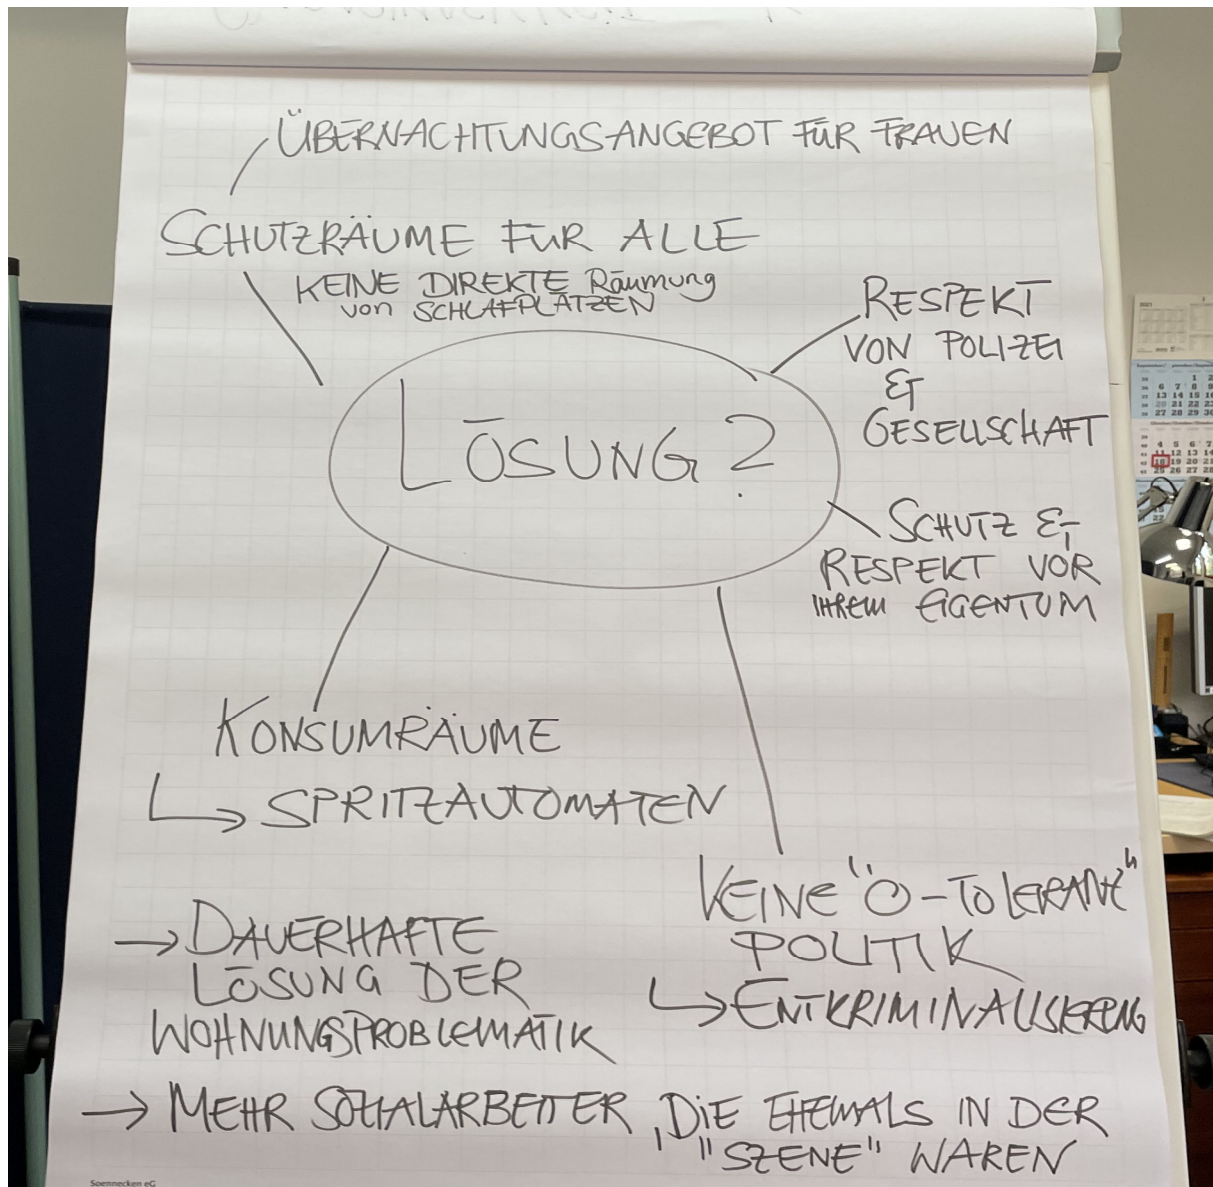 ÜBERNACHTUNGSANGEBOT FÜR FRAUEN
SCHUTZRÄUME FÜR ALLE
KEINE DIREKTE Räumung
von SCHLAFPLÄTZEN
RESPEKT
VON POLIZEI
&
GESELLSCHAFT
LÖSUNG?
SCHUTZ &
RESPEKT VOR
IHREM EIGENTUM
KONSUMRÄUME
↳ SPRITZAUTOMATEN
KEINE "0-TOLERANZ"
POLITIK
↳ ENTKRIMINALISIERUNG
→ DAUERHAFTE
LÖSUNG DER
WOHNUNGSPROBLEMATIK
→ MEHR SOZIALARBEITER, DIE EHEMALS IN DER
"SZENE" WAREN
Soennecken eG